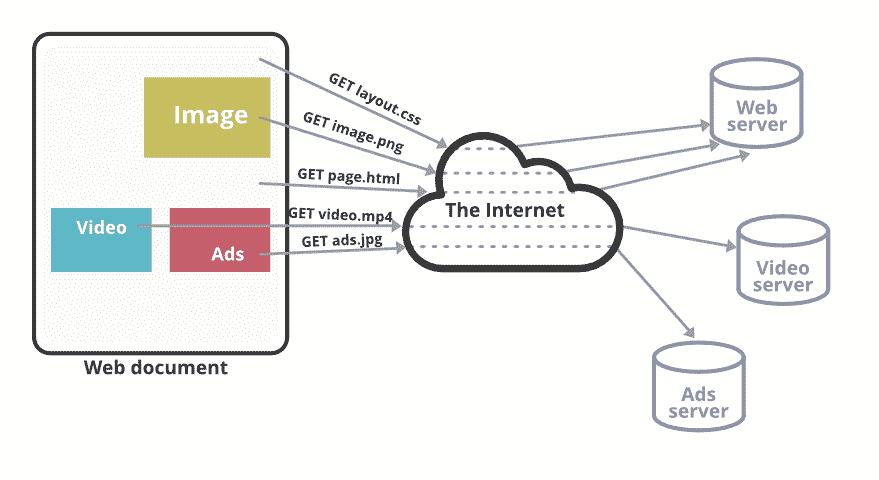 GET layout.css
Image
GET image.png
GET page.html
Video
GET video.mp4
Ads
GET ads.jpg
Web document
The Internet
Web
server
Video
server
Ads
server